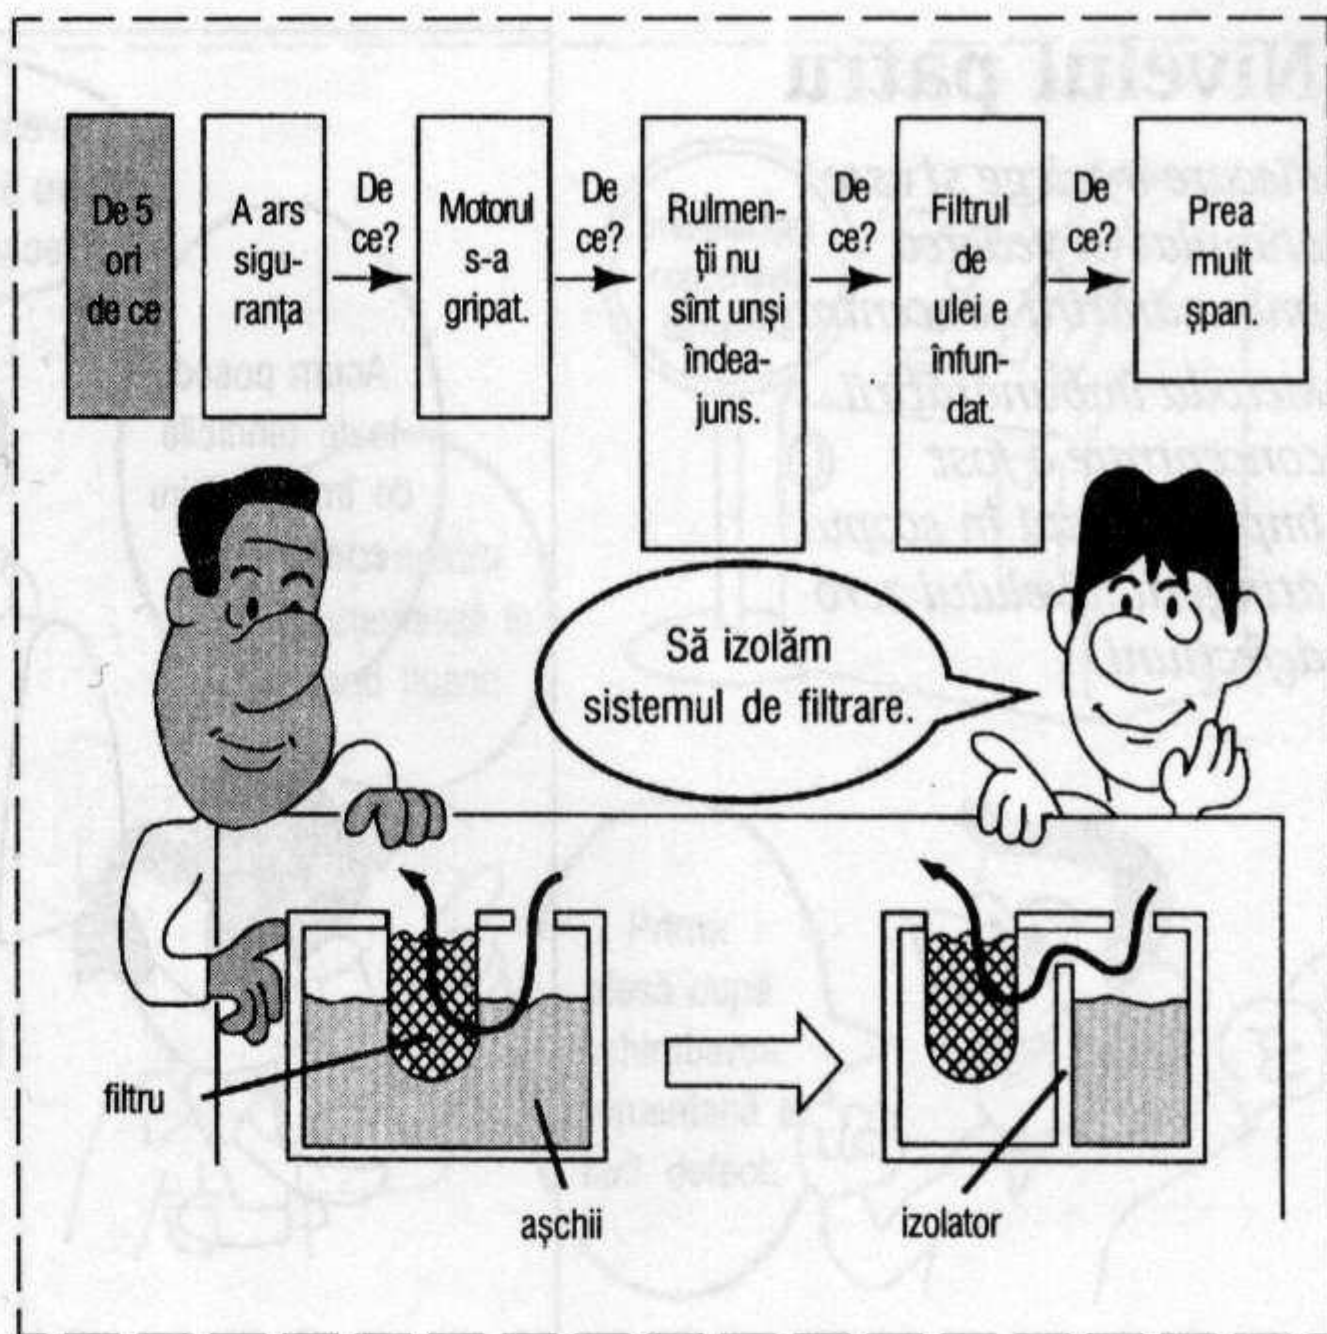 De 5
ori
de ce
A ars
sigu-
ranța
De
ce?
Motorul
s-a
gripat.
De
ce?
Rulmen-
ții nu
sînt unși
îndea-
juns.
De
ce?
Filtrul
de
ulei e
înfun-
dat.
De
ce?
Prea
mult
șpan.
Să izolăm
sistemul de filtrare.
filtru
așchii
izolator
Nivelul patru